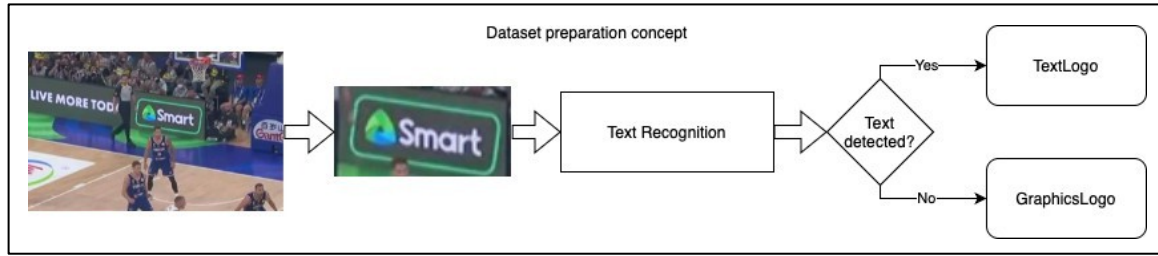 Dataset preparation concept
LIVE MORE TOD
Smart
Smart
Text Recognition
Text
detected?
Yes
TextLogo
No
GraphicsLogo